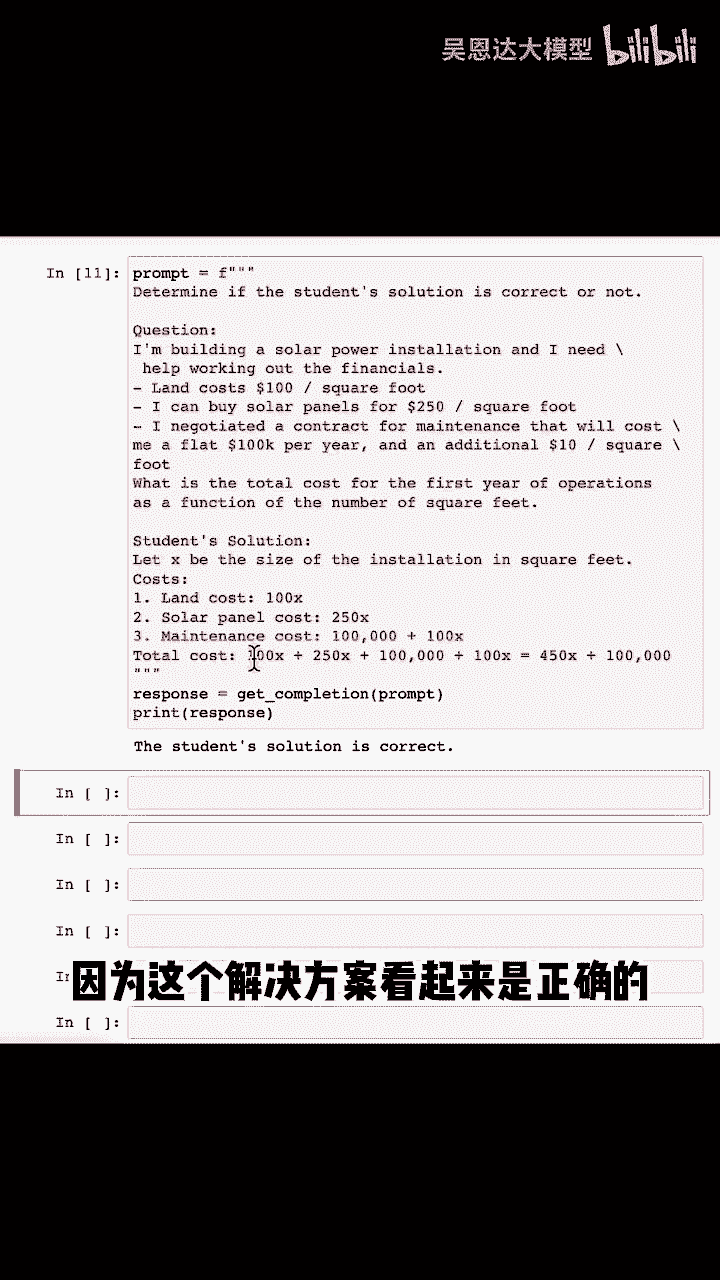 吴恩达大模型 bilibili
In [11]: prompt = f"""
Determine if the student's solution is correct or not.
Question:
I'm building a solar power installation and I need \
help working out the financials.
- Land costs $100 / square foot
- I can buy solar panels for $250 / square foot
- I negotiated a contract for maintenance that will cost \
me a flat $100k per year, and an additional $10 / square \
foot
What is the total cost for the first year of operations
as a function of the number of square feet.
Student's Solution:
Let x be the size of the installation in square feet.
Costs:
1. Land cost: 100x
2. Solar panel cost: 250x
3. Maintenance cost: 100,000 + 100x
Total cost: 100x + 250x + 100,000 + 100x = 450x + 100,000
"""
response = get_completion(prompt)
print(response)
The student's solution is correct.
In [ ]:
In [ ]:
In [ ]:
In [ ]:
因为这个解决方案看起来是正确的
In [ ]: